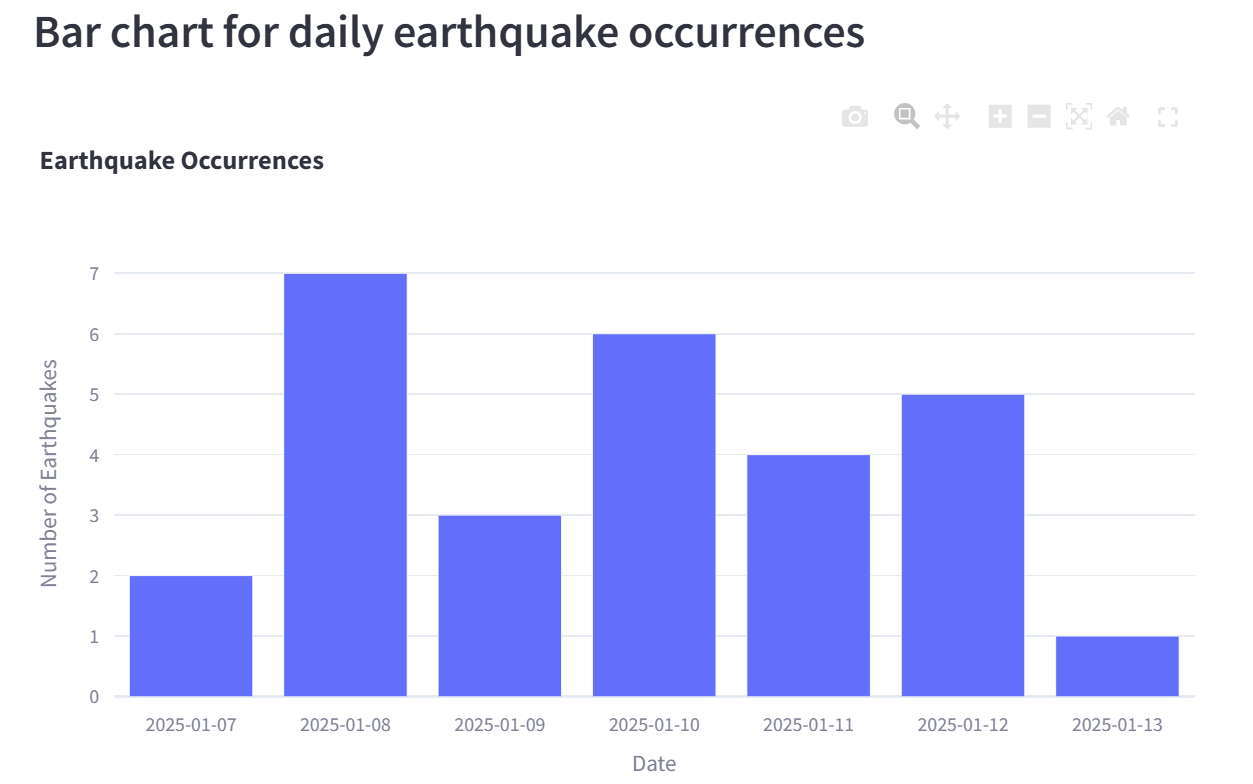 Bar chart for daily earthquake occurrences
Earthquake Occurrences
Number of Earthquakes
7
6
5
4
3
2
1
0
2025-01-07 2025-01-08 2025-01-09 2025-01-10 2025-01-11 2025-01-12 2025-01-13
Date